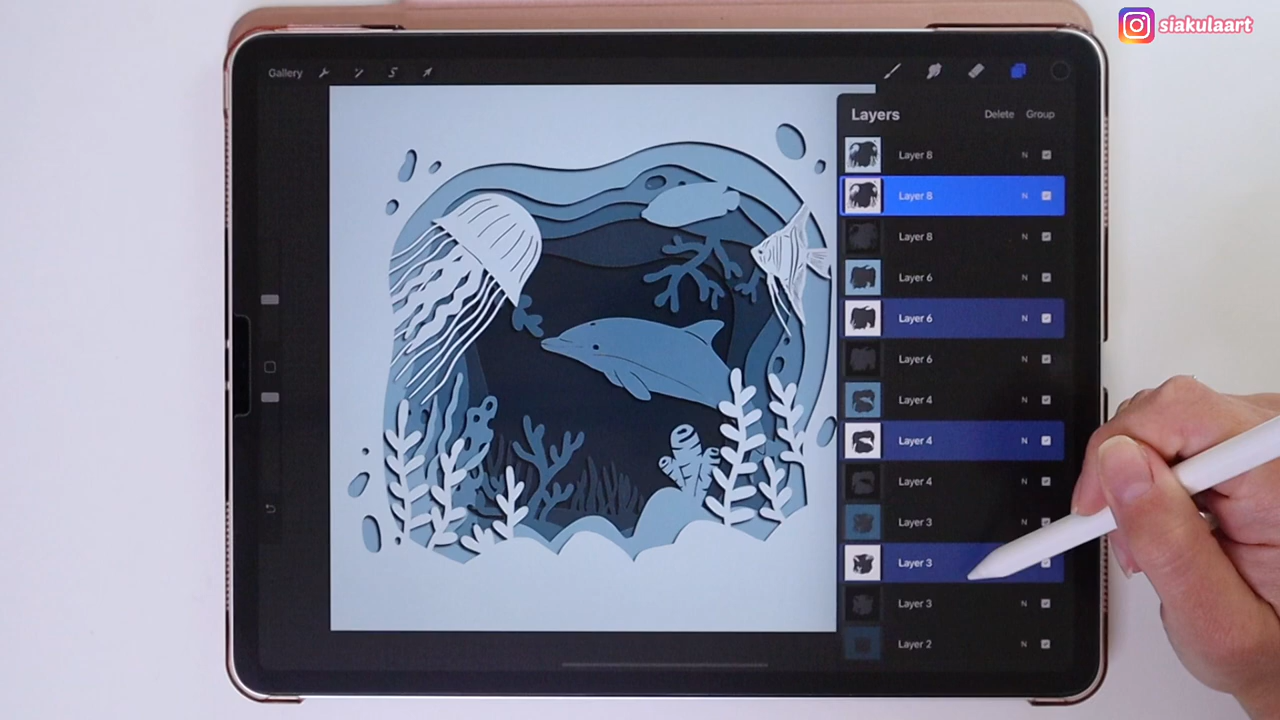 siakulaart
Gallery
Layers Delete Group
Layer 8 N
Layer 8 N
Layer 8 N
Layer 6 N
Layer 6 N
Layer 6 N
Layer 4 N
Layer 4 N
Layer 4 N
Layer 3 N
Layer 3
Layer 3 N
Layer 2 N